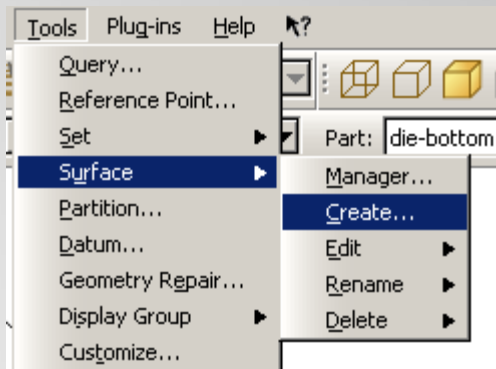 Tools Plug-ins Help ?
Query...
Reference Point...
Set
Part: die-bottom
Surface
Manager...
Partition...
Create...
Datum...
Edit
Geometry Repair...
Rename
Display Group
Delete
Customize...